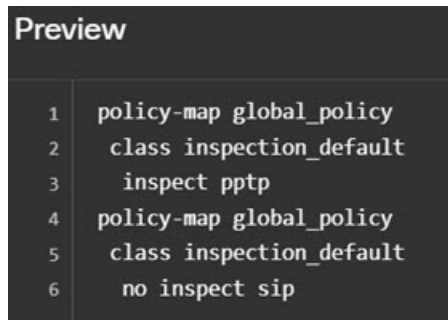 Preview
1 policy-map global_policy
2 class inspection_default
3 inspect pptp
4 policy-map global_policy
5 class inspection_default
6 no inspect sip